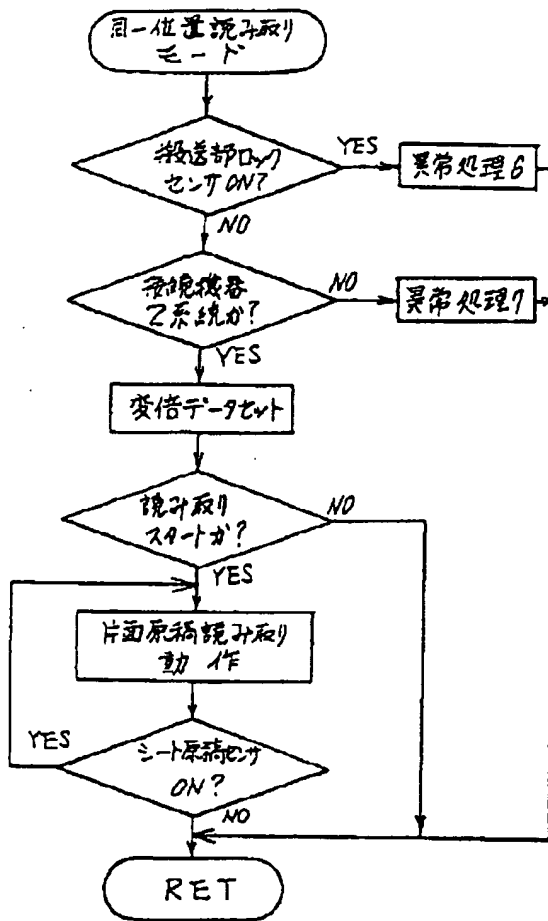 同一位置読み取り
モード
搬送部ロック
センサON?
YES
異常処理6
NO
接続機器
2系統か?
NO
異常処理7
YES
変倍データセット
読み取り
スタートか?
NO
YES
片面原稿読み取り
動作
YES
シート原稿センサ
ON?
NO
RET